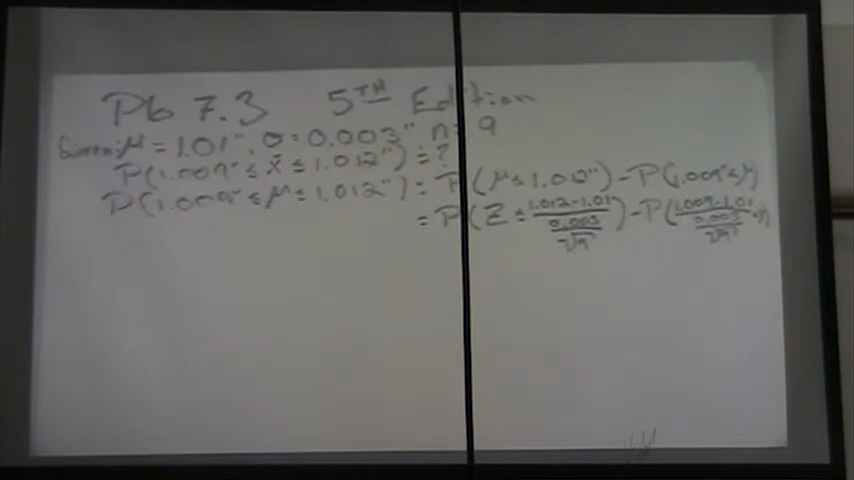 Pb 7.3 5TH Edition
Given: μ = 1.01", σ = 0.003" n = 9
P(1.009" ≤ x̄ ≤ 1.012") = ?
P(1.009" ≤ μ ≤ 1.012") = P(μ ≤ 1.012") - P(1.009" ≤ μ)
= P(Z ≤ (1.012-1.01)/(0.003/√9)) - P((1.009-1.01)/(0.003/√9)